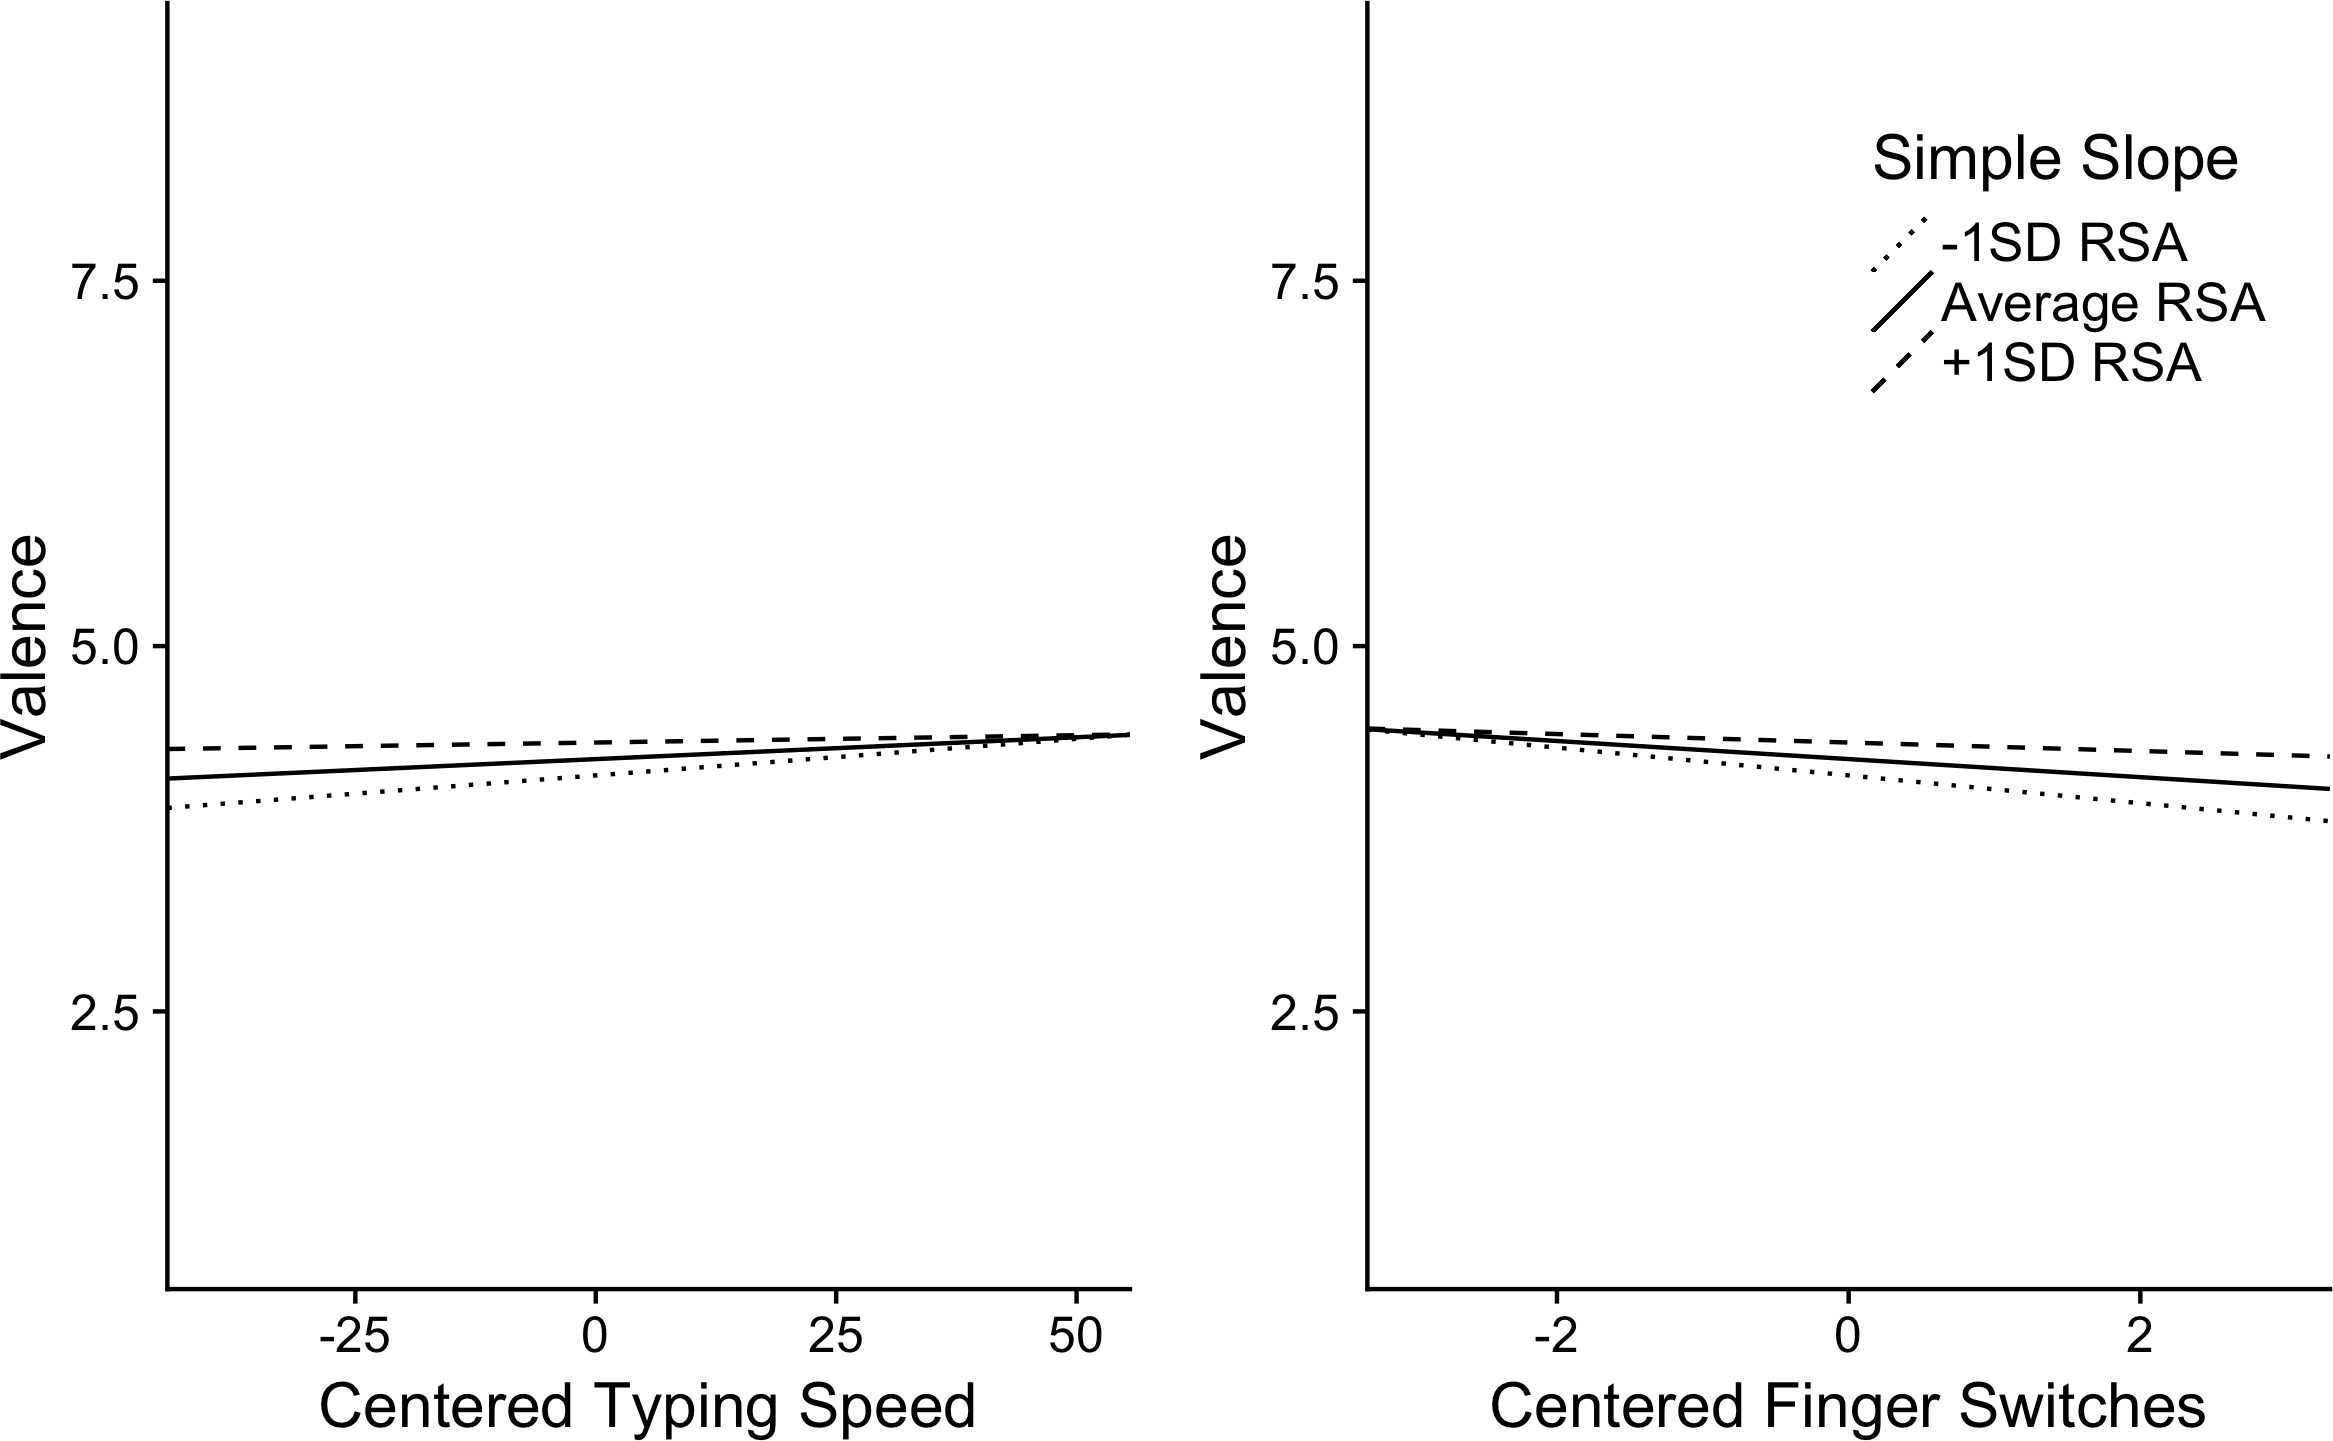 Valence
7.5
5.0
2.5
-25 0 25 50
Centered Typing Speed
Valence
7.5
5.0
2.5
-2 0 2
Centered Finger Switches
Simple Slope
-1SD RSA
Average RSA
+1SD RSA